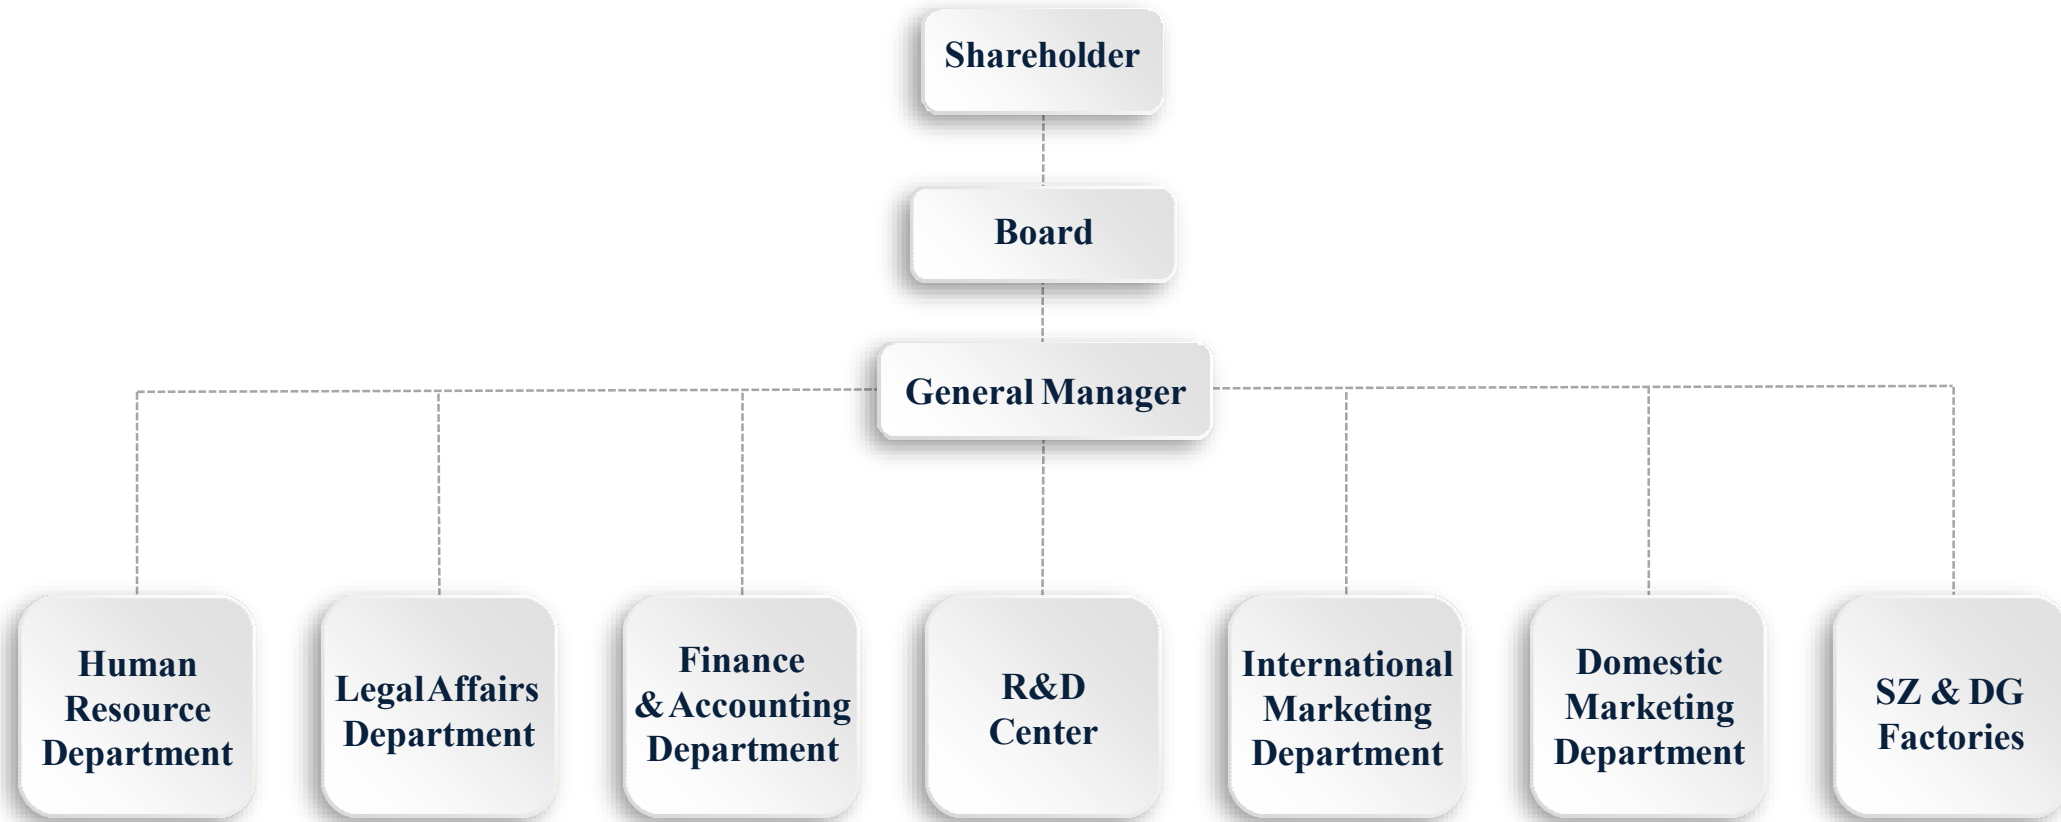 Shareholder
Board
General Manager
Human
Resource
Department
Legal Affairs
Department
Finance
& Accounting
Department
R&D
Center
International
Marketing
Department
Domestic
Marketing
Department
SZ & DG
Factories